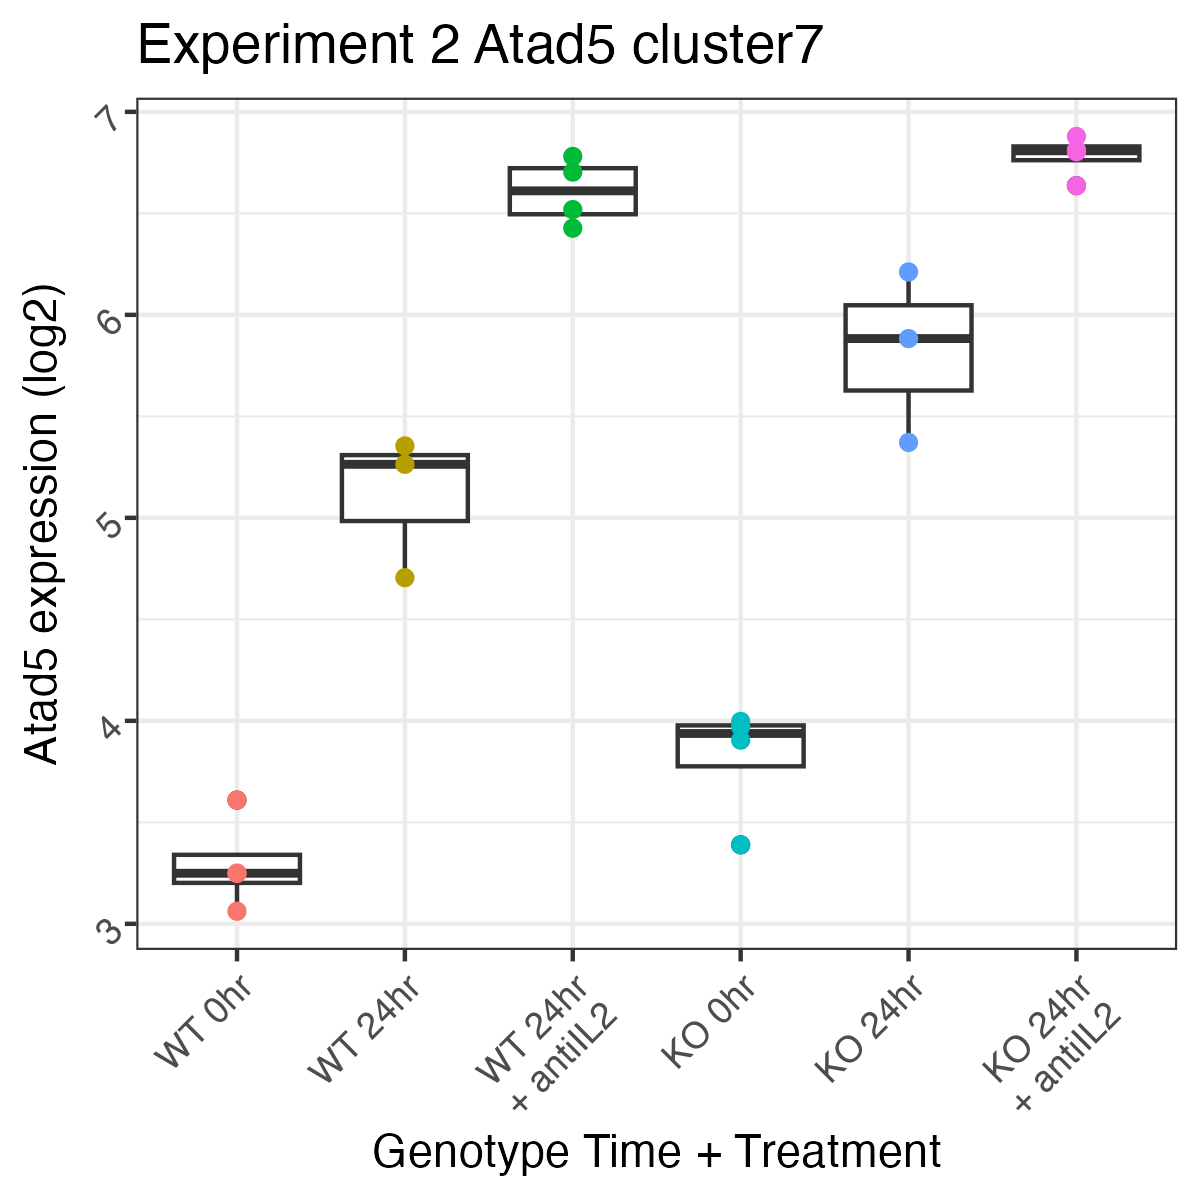 Experiment 2 Atad5 cluster7
Atad5 expression (log2)
7
6
5
4
3
WT 0hr
WT 24hr
WT 24hr
+ antiIL2
KO 0hr
KO 24hr
KO 24hr
+ antiIL2
Genotype Time + Treatment